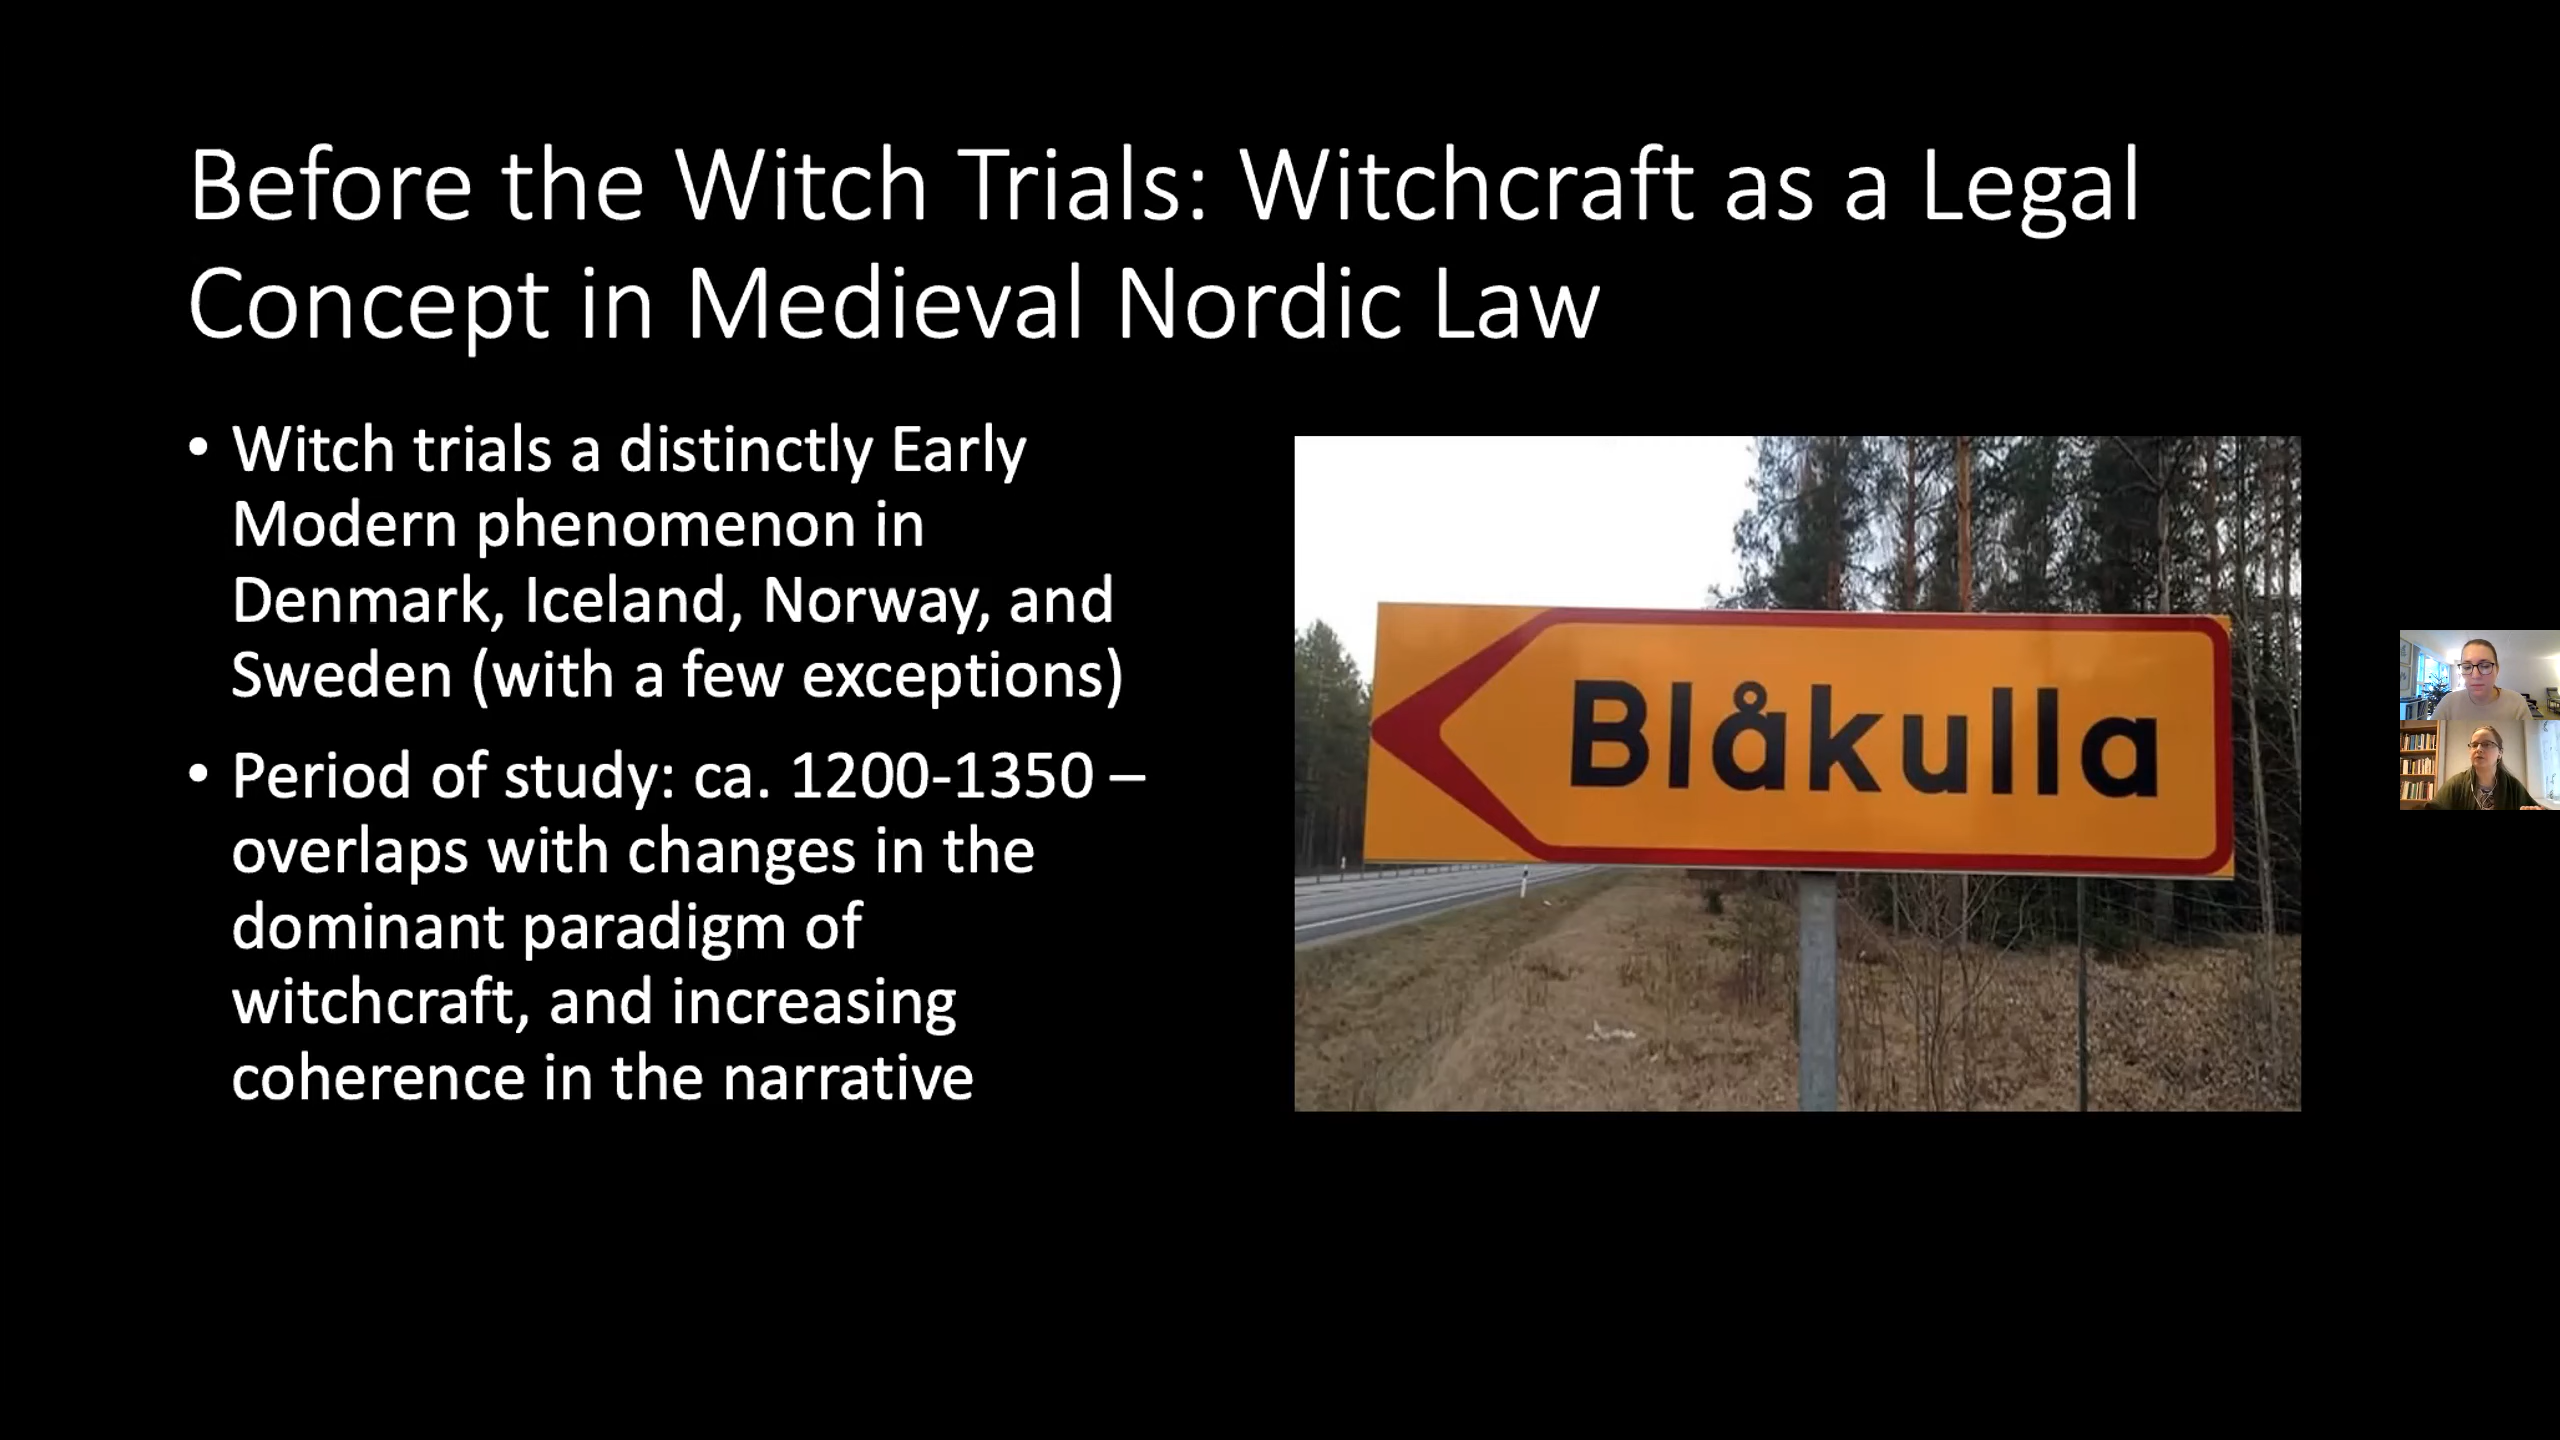 Before the Witch Trials: Witchcraft as a Legal
Concept in Medieval Nordic Law
• Witch trials a distinctly Early
Modern phenomenon in
Denmark, Iceland, Norway, and
Sweden (with a few exceptions)
• Period of study: ca. 1200-1350 –
overlaps with changes in the
dominant paradigm of
witchcraft, and increasing
coherence in the narrative
Blåkulla